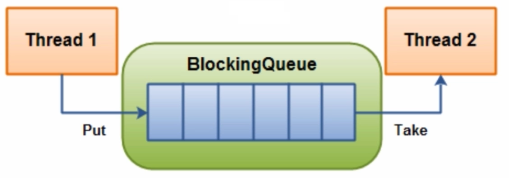 Thread 1
Thread 2
BlockingQueue
Put
Take